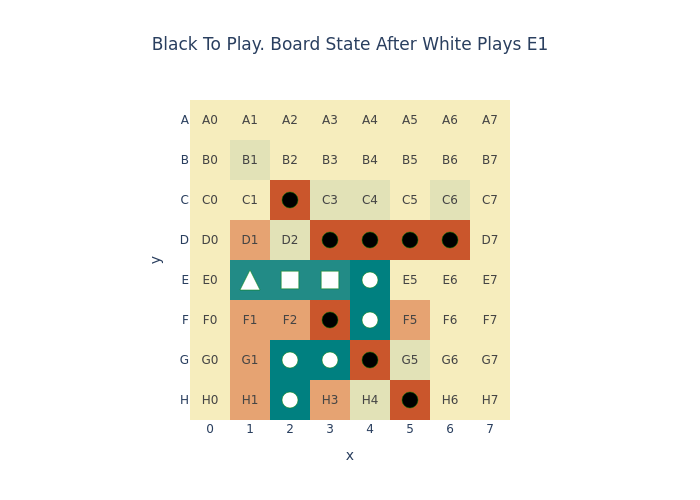 Black To Play. Board State After White Plays E1
A A0 A1 A2 A3 A4 A5 A6 A7
B B0 B1 B2 B3 B4 B5 B6 B7
C C0 C1 C3 C4 C5 C6 C7
D D0 D1 D2 D7
y
E E0 E5 E6 E7
F F0 F1 F2 F5 F6 F7
G G0 G1 G5 G6 G7
H H0 H1 H3 H4 H6 H7
0 1 2 3 4 5 6 7
x